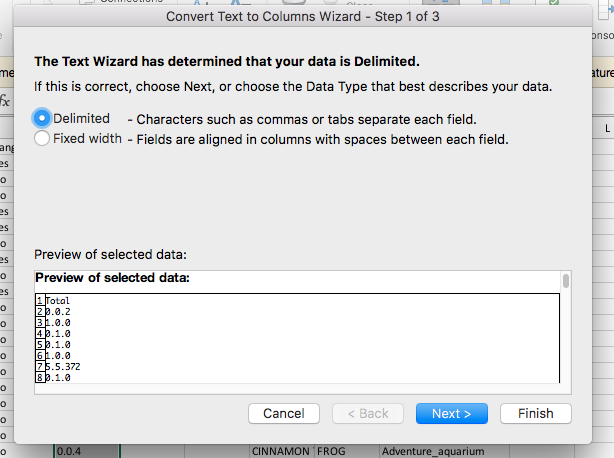 Connections
Convert Text to Columns Wizard - Step 1 of 3
The Text Wizard has determined that your data is Delimited.
If this is correct, choose Next, or choose the Data Type that best describes your data.
Delimited - Characters such as commas or tabs separate each field.
Fixed width - Fields are aligned in columns with spaces between each field.
L
Preview of selected data:
Preview of selected data:
1 Total
2 0.0.2
3 1.0.0
4 0.1.0
5 0.1.0
6 1.0.0
7 5.5.372
8 0.1.0
Cancel < Back Next > Finish
0.0.4 CINNAMON FROG Adventure_aquarium